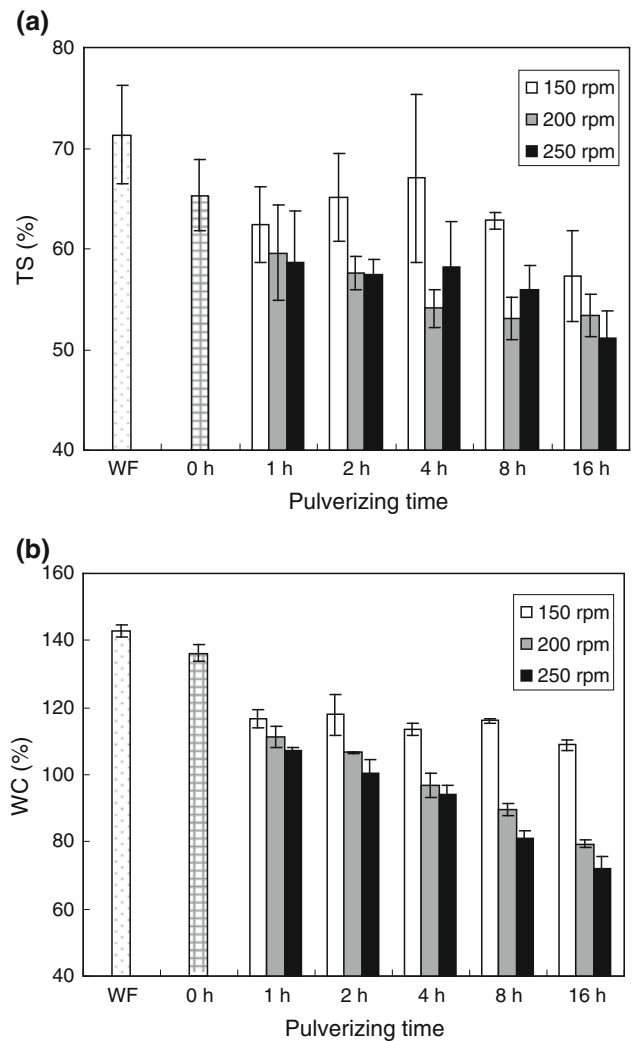 (a)
80
70
60
50
40
TS (%)
150 rpm
200 rpm
250 rpm
WF 0 h 1 h 2 h 4 h 8 h 16 h
Pulverizing time
(b)
160
140
120
100
80
60
40
WC (%)
150 rpm
200 rpm
250 rpm
WF 0 h 1 h 2 h 4 h 8 h 16 h
Pulverizing time